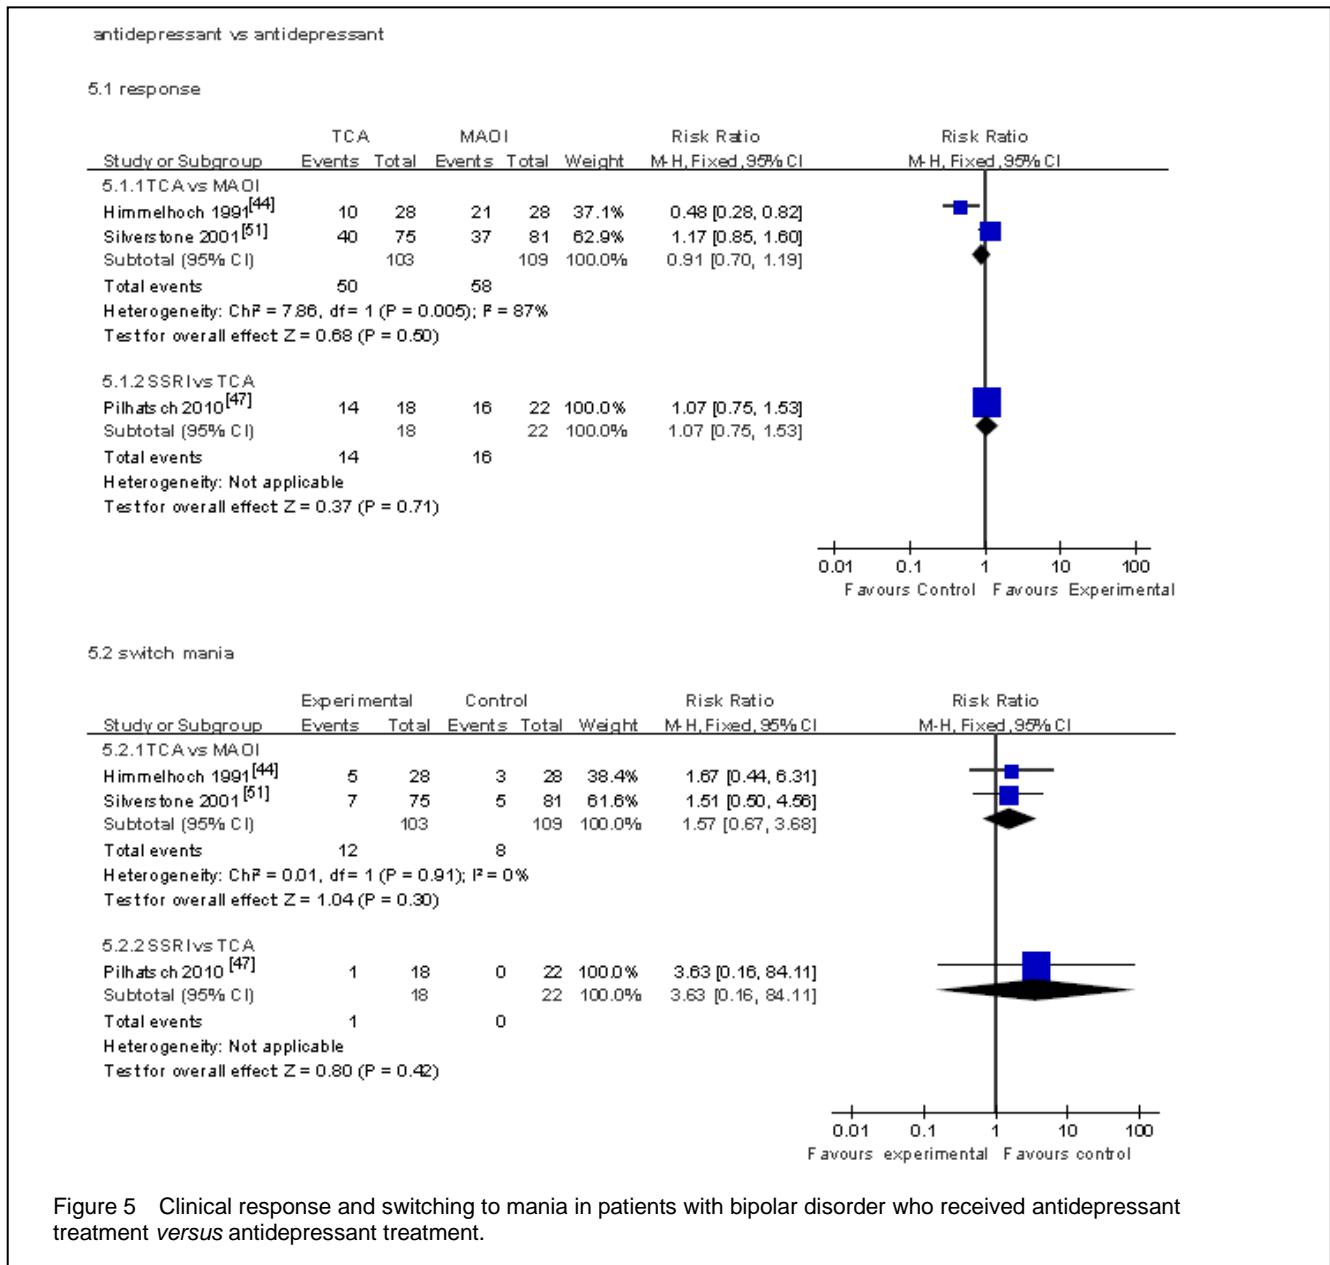 antidepressant vs antidepressant
5.1 response
TCA MAOI Risk Ratio Risk Ratio
Study or Subgroup Events Total Events Total Weight M-H, Fixed, 95% CI M-H, Fixed, 95% CI
5.1.1 TCA vs MAOI
Himmelhoch 1991[44] 10 28 21 28 37.1% 0.48 [0.28, 0.82]
Silverstone 2001[51] 40 75 37 81 62.9% 1.17 [0.85, 1.60]
Subtotal (95% CI) 103 109 100.0% 0.91 [0.70, 1.19]
Total events 50 58
Heterogeneity: Chi² = 7.86, df = 1 (P = 0.005); I² = 87%
Test for overall effect: Z = 0.68 (P = 0.50)
5.1.2 SSRI vs TCA
Pilhatsch 2010[47] 14 18 16 22 100.0% 1.07 [0.75, 1.53]
Subtotal (95% CI) 18 22 100.0% 1.07 [0.75, 1.53]
Total events 14 16
Heterogeneity: Not applicable
Test for overall effect: Z = 0.37 (P = 0.71)
0.01 0.1 1 10 100
Favours Control Favours Experimental
5.2 switch mania
Experimental Control Risk Ratio Risk Ratio
Study or Subgroup Events Total Events Total Weight M-H, Fixed, 95% CI M-H, Fixed, 95% CI
5.2.1 TCA vs MAOI
Himmelhoch 1991[44] 5 28 3 28 38.4% 1.67 [0.44, 6.31]
Silverstone 2001 [51] 7 75 5 81 61.6% 1.51 [0.50, 4.56]
Subtotal (95% CI) 103 109 100.0% 1.57 [0.67, 3.68]
Total events 12 8
Heterogeneity: Chi² = 0.01, df = 1 (P = 0.91); I² = 0%
Test for overall effect: Z = 1.04 (P = 0.30)
5.2.2 SSRI vs TCA
Pilhatsch 2010 [47] 1 18 0 22 100.0% 3.63 [0.16, 84.11]
Subtotal (95% CI) 18 22 100.0% 3.63 [0.16, 84.11]
Total events 1 0
Heterogeneity: Not applicable
Test for overall effect: Z = 0.80 (P = 0.42)
0.01 0.1 1 10 100
Favours experimental Favours control
Figure 5 Clinical response and switching to mania in patients with bipolar disorder who received antidepressant
treatment versus antidepressant treatment.